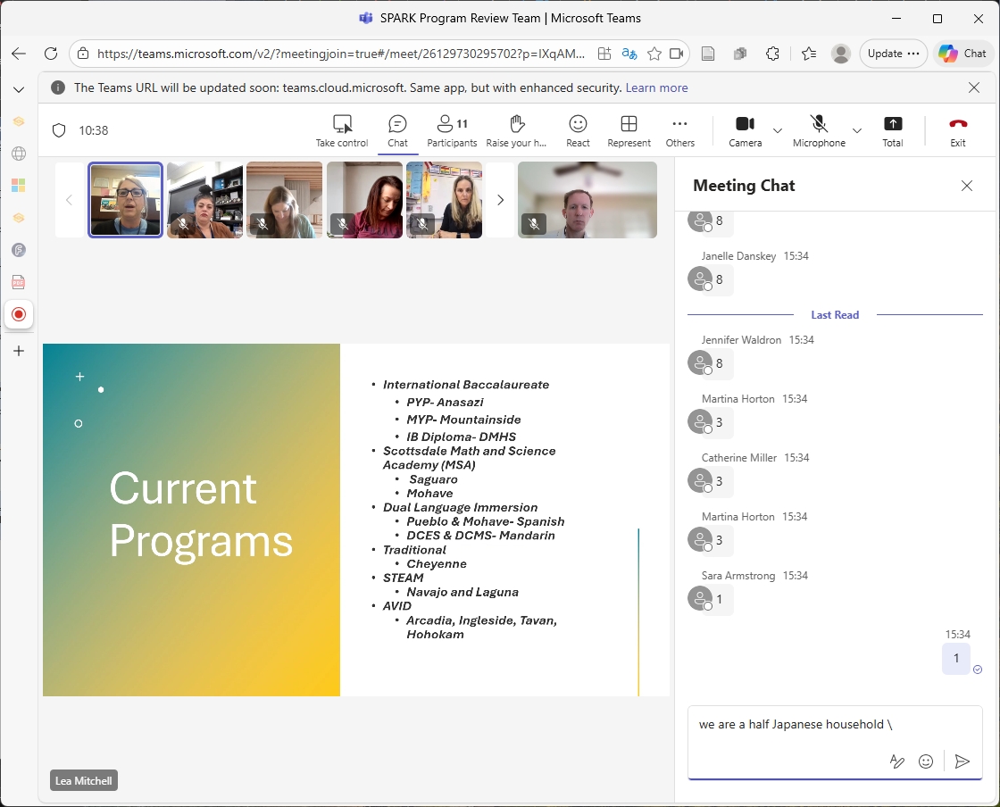 SPARK Program Review Team | Microsoft Teams
https://teams.microsoft.com/v2/?meetingjoin=true#/meet/26129730295702?p=IXqAM...
Update
Chat
The Teams URL will be updated soon: teams.cloud.microsoft. Same app, but with enhanced security. Learn more
10:38
Take control
Chat
11
Participants
Raise your h...
React
Represent
Others
Camera
Microphone
Total
Exit
Current
Programs
• International Baccalaureate
• PYP- Anasazi
• MYP- Mountainside
• IB Diploma- DMHS
• Scottsdale Math and Science
Academy (MSA)
• Saguaro
• Mohave
• Dual Language Immersion
• Pueblo & Mohave- Spanish
• DCES & DCMS- Mandarin
• Traditional
• Cheyenne
• STEAM
• Navajo and Laguna
• AVID
• Arcadia, Ingleside, Tavan,
Hohokam
Lea Mitchell
Meeting Chat
8
Janelle Danskey 15:34
8
Last Read
Jennifer Waldron 15:34
8
Martina Horton 15:34
3
Catherine Miller 15:34
3
Martina Horton 15:34
3
Sara Armstrong 15:34
1
15:34
1
we are a half Japanese household \